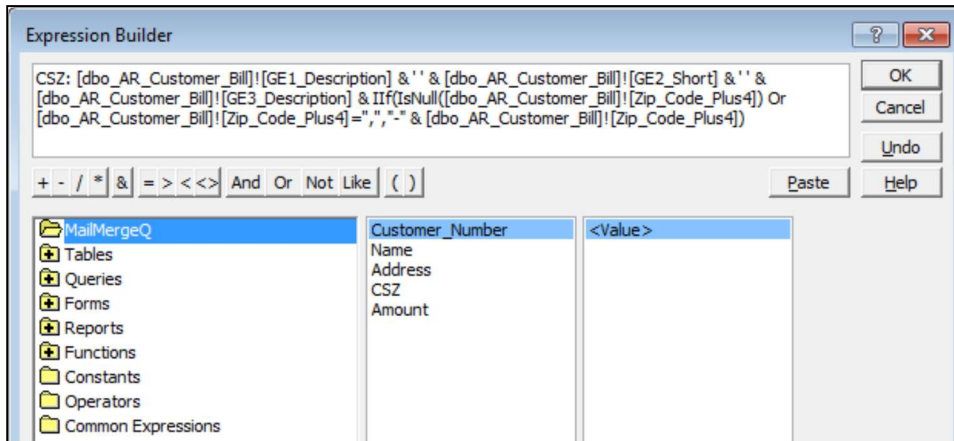 Expression Builder
CSZ: [dbo_AR_Customer_Bill]![GE1_Description] & ' ' & [dbo_AR_Customer_Bill]![GE2_Short] & ' ' &
[dbo_AR_Customer_Bill]![GE3_Description] & IIf(IsNull([dbo_AR_Customer_Bill]![Zip_Code_Plus4]) Or
[dbo_AR_Customer_Bill]![Zip_Code_Plus4]='','',"-" & [dbo_AR_Customer_Bill]![Zip_Code_Plus4])
OK
Cancel
Undo
+ - / * & = > < <> And Or Not Like ( ) Paste Help
MailMergeQ
Tables
Queries
Forms
Reports
Functions
Constants
Operators
Common Expressions
Customer_Number
Name
Address
CSZ
Amount
<Value>